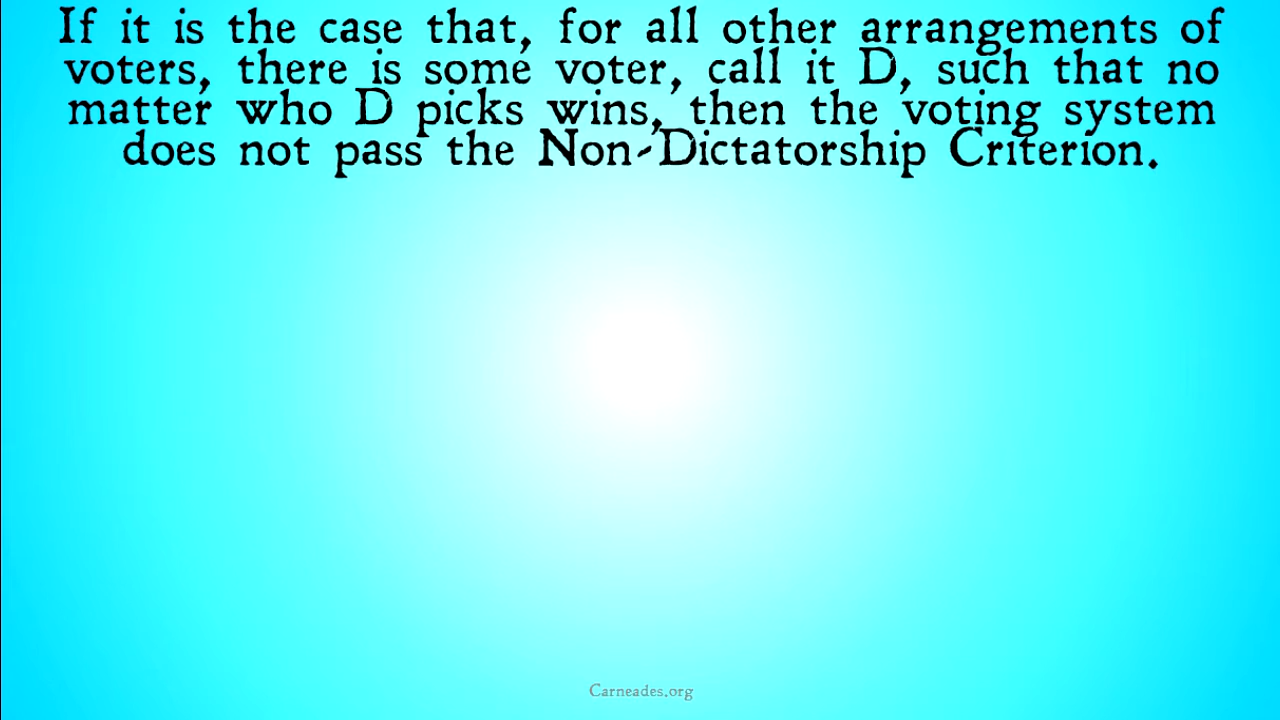 If it is the case that, for all other arrangements of
voters, there is some voter, call it D, such that no
matter who D picks wins, then the voting system
does not pass the Non-Dictatorship Criterion.
Carneades.org